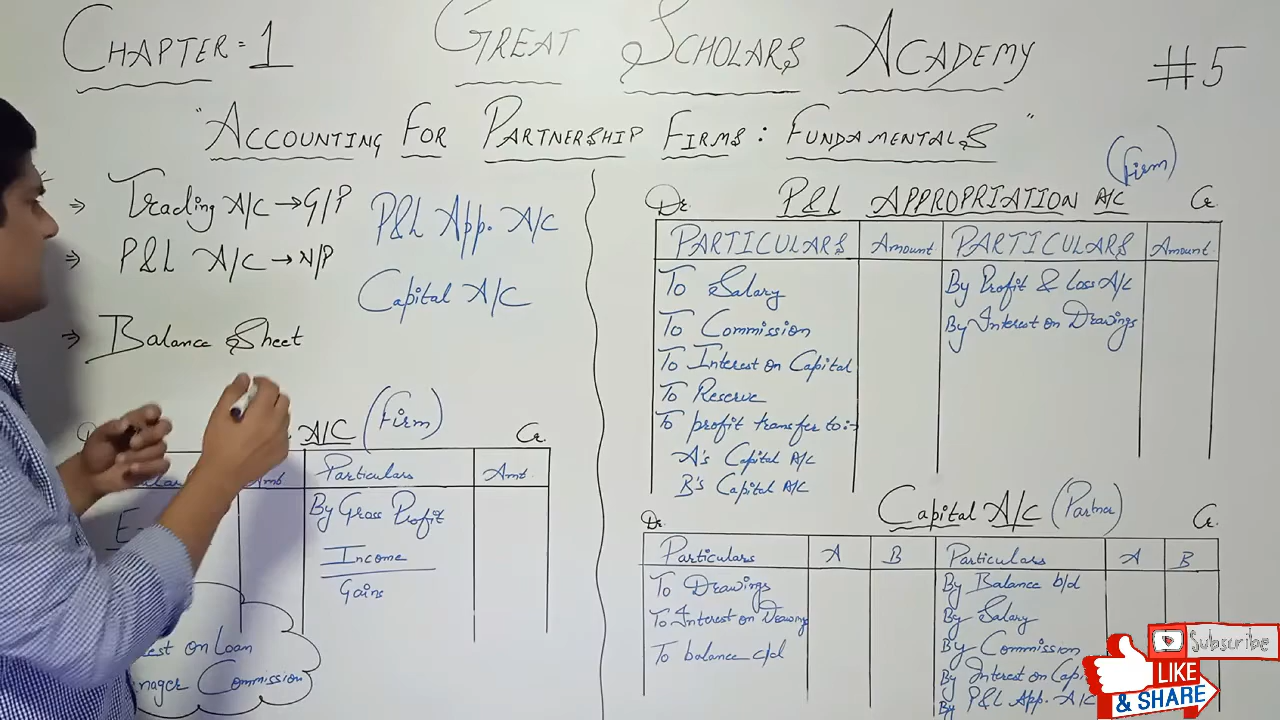 CHAPTER=1 GREAT SCHOLARS ACADEMY #5
"ACCOUNTING FOR PARTNERSHIP FIRMS: FUNDAMENTALS"
⇒ Trading A/C → G/P
⇒ P&L A/C → N/P
⇒ Balance Sheet
P&L App. A/C
Capital A/C
A/C (Firm)
Cr.
Amt Particulars Amt.
By Gross Profit
Income
Gains
on Loan
Commission
(Firm)
Dr. P&L APPROPRIATION A/C Cr.
PARTICULARS Amount PARTICULARS Amount
To Salary By Profit & Loss A/c
To Commission By Interest on Drawings
To Interest on Capital
To Reserve
To profit transfer to:-
A's Capital A/C
B's Capital A/C
Dr. Capital A/C (Partner) Cr.
Particulars A B Particulars A B
To Drawings By Balance b/d
To Interest on Drawings By Salary
To balance c/d By Commission
By Interest on
By P&L App. A/C
By
Subscribe
LIKE
& SHARE